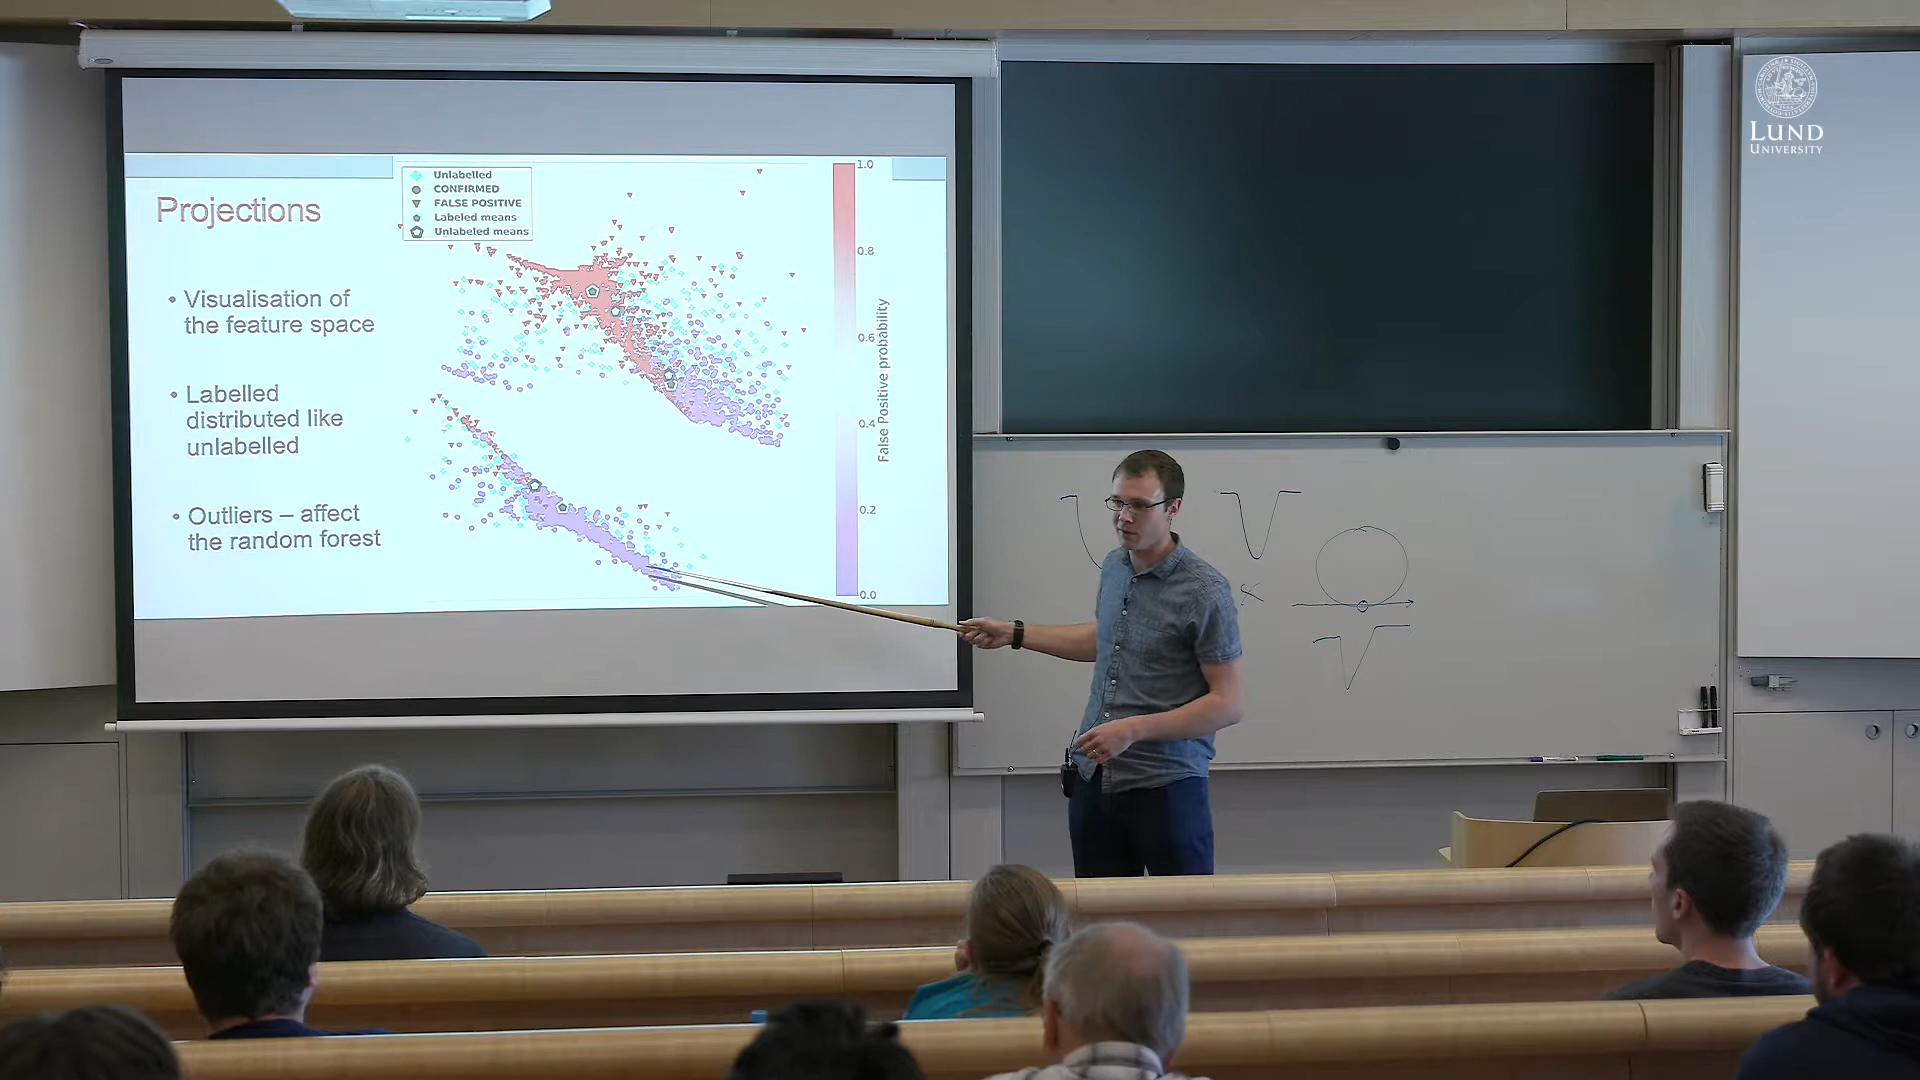 Projections
• Visualisation of
the feature space
• Labelled
distributed like
unlabelled
• Outliers – affect
the random forest
Unlabelled
CONFIRMED
FALSE POSITIVE
Labeled means
Unlabeled means
1.0
0.8
0.6
0.4
0.2
0.0
False Positive probability
LUND
UNIVERSITY